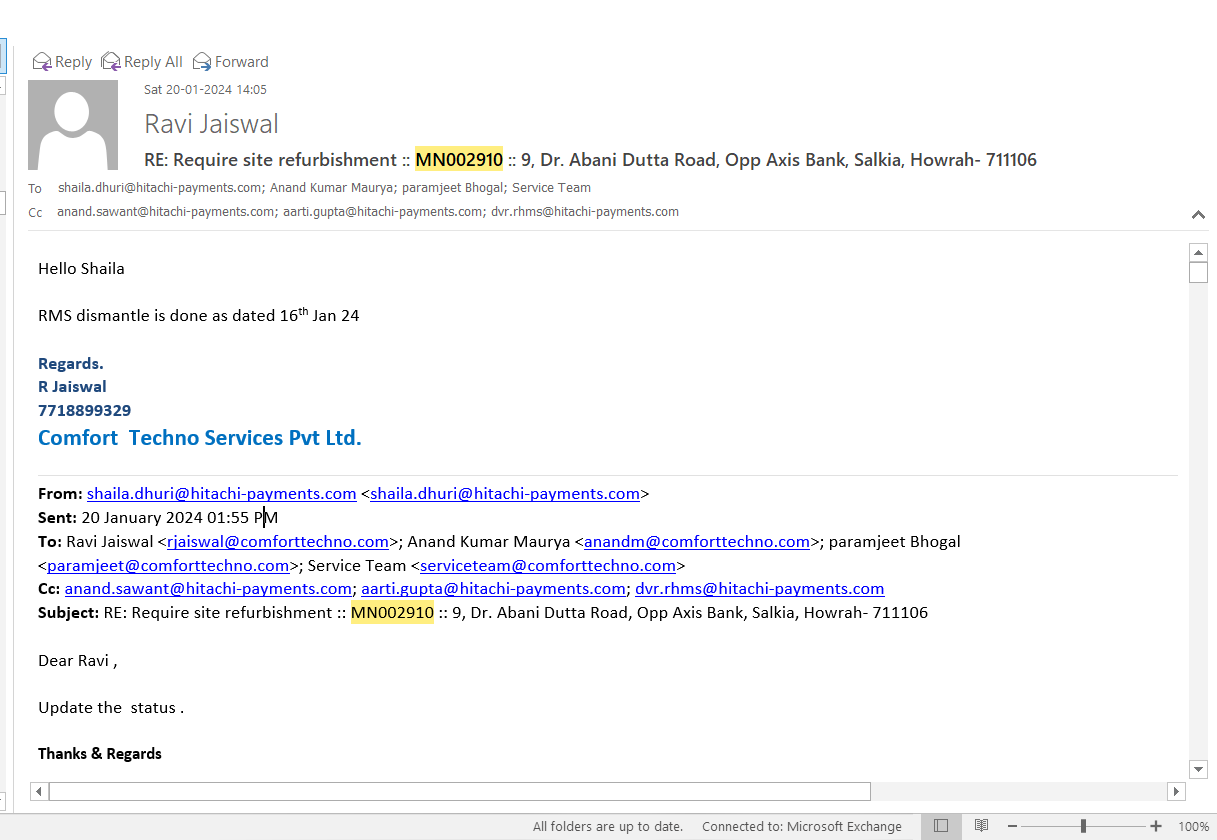 Reply Reply All Forward
Sat 20-01-2024 14:05
Ravi Jaiswal
RE: Require site refurbishment :: MN002910 :: 9, Dr. Abani Dutta Road, Opp Axis Bank, Salkia, Howrah- 711106
To shaila.dhuri@hitachi-payments.com; Anand Kumar Maurya; paramjeet Bhogal; Service Team
Cc anand.sawant@hitachi-payments.com; aarti.gupta@hitachi-payments.com; dvr.rhms@hitachi-payments.com
Hello Shaila
RMS dismantle is done as dated 16th Jan 24
Regards.
R Jaiswal
7718899329
Comfort  Techno Services Pvt Ltd.
From: shaila.dhuri@hitachi-payments.com <shaila.dhuri@hitachi-payments.com>
Sent: 20 January 2024 01:55 PM
To: Ravi Jaiswal <rjaiswal@comforttechno.com>; Anand Kumar Maurya <anandm@comforttechno.com>; paramjeet Bhogal
<paramjeet@comforttechno.com>; Service Team <serviceteam@comforttechno.com>
Cc: anand.sawant@hitachi-payments.com; aarti.gupta@hitachi-payments.com; dvr.rhms@hitachi-payments.com
Subject: RE: Require site refurbishment :: MN002910 :: 9, Dr. Abani Dutta Road, Opp Axis Bank, Salkia, Howrah- 711106
Dear Ravi ,
Update the  status .
Thanks & Regards
All folders are up to date. Connected to: Microsoft Exchange 100%